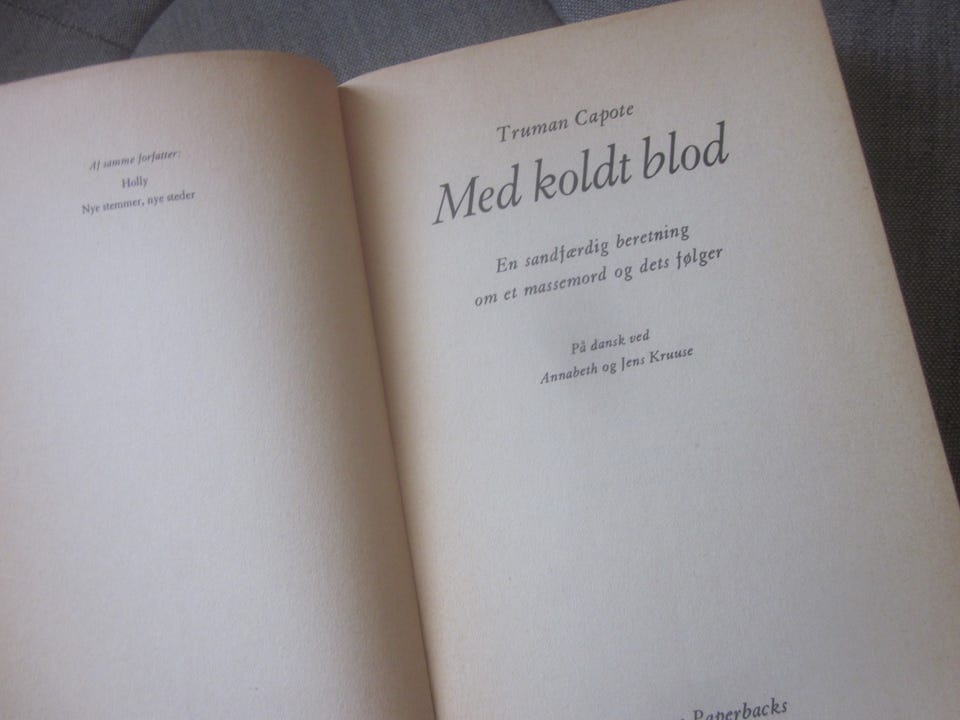 Af samme forfatter:
Holly
Nye stemmer, nye steder
Truman Capote
Med koldt blod
En sandfærdig beretning
om et massemord og dets følger
På dansk ved
Annabeth og Jens Kruuse
Paperbacks